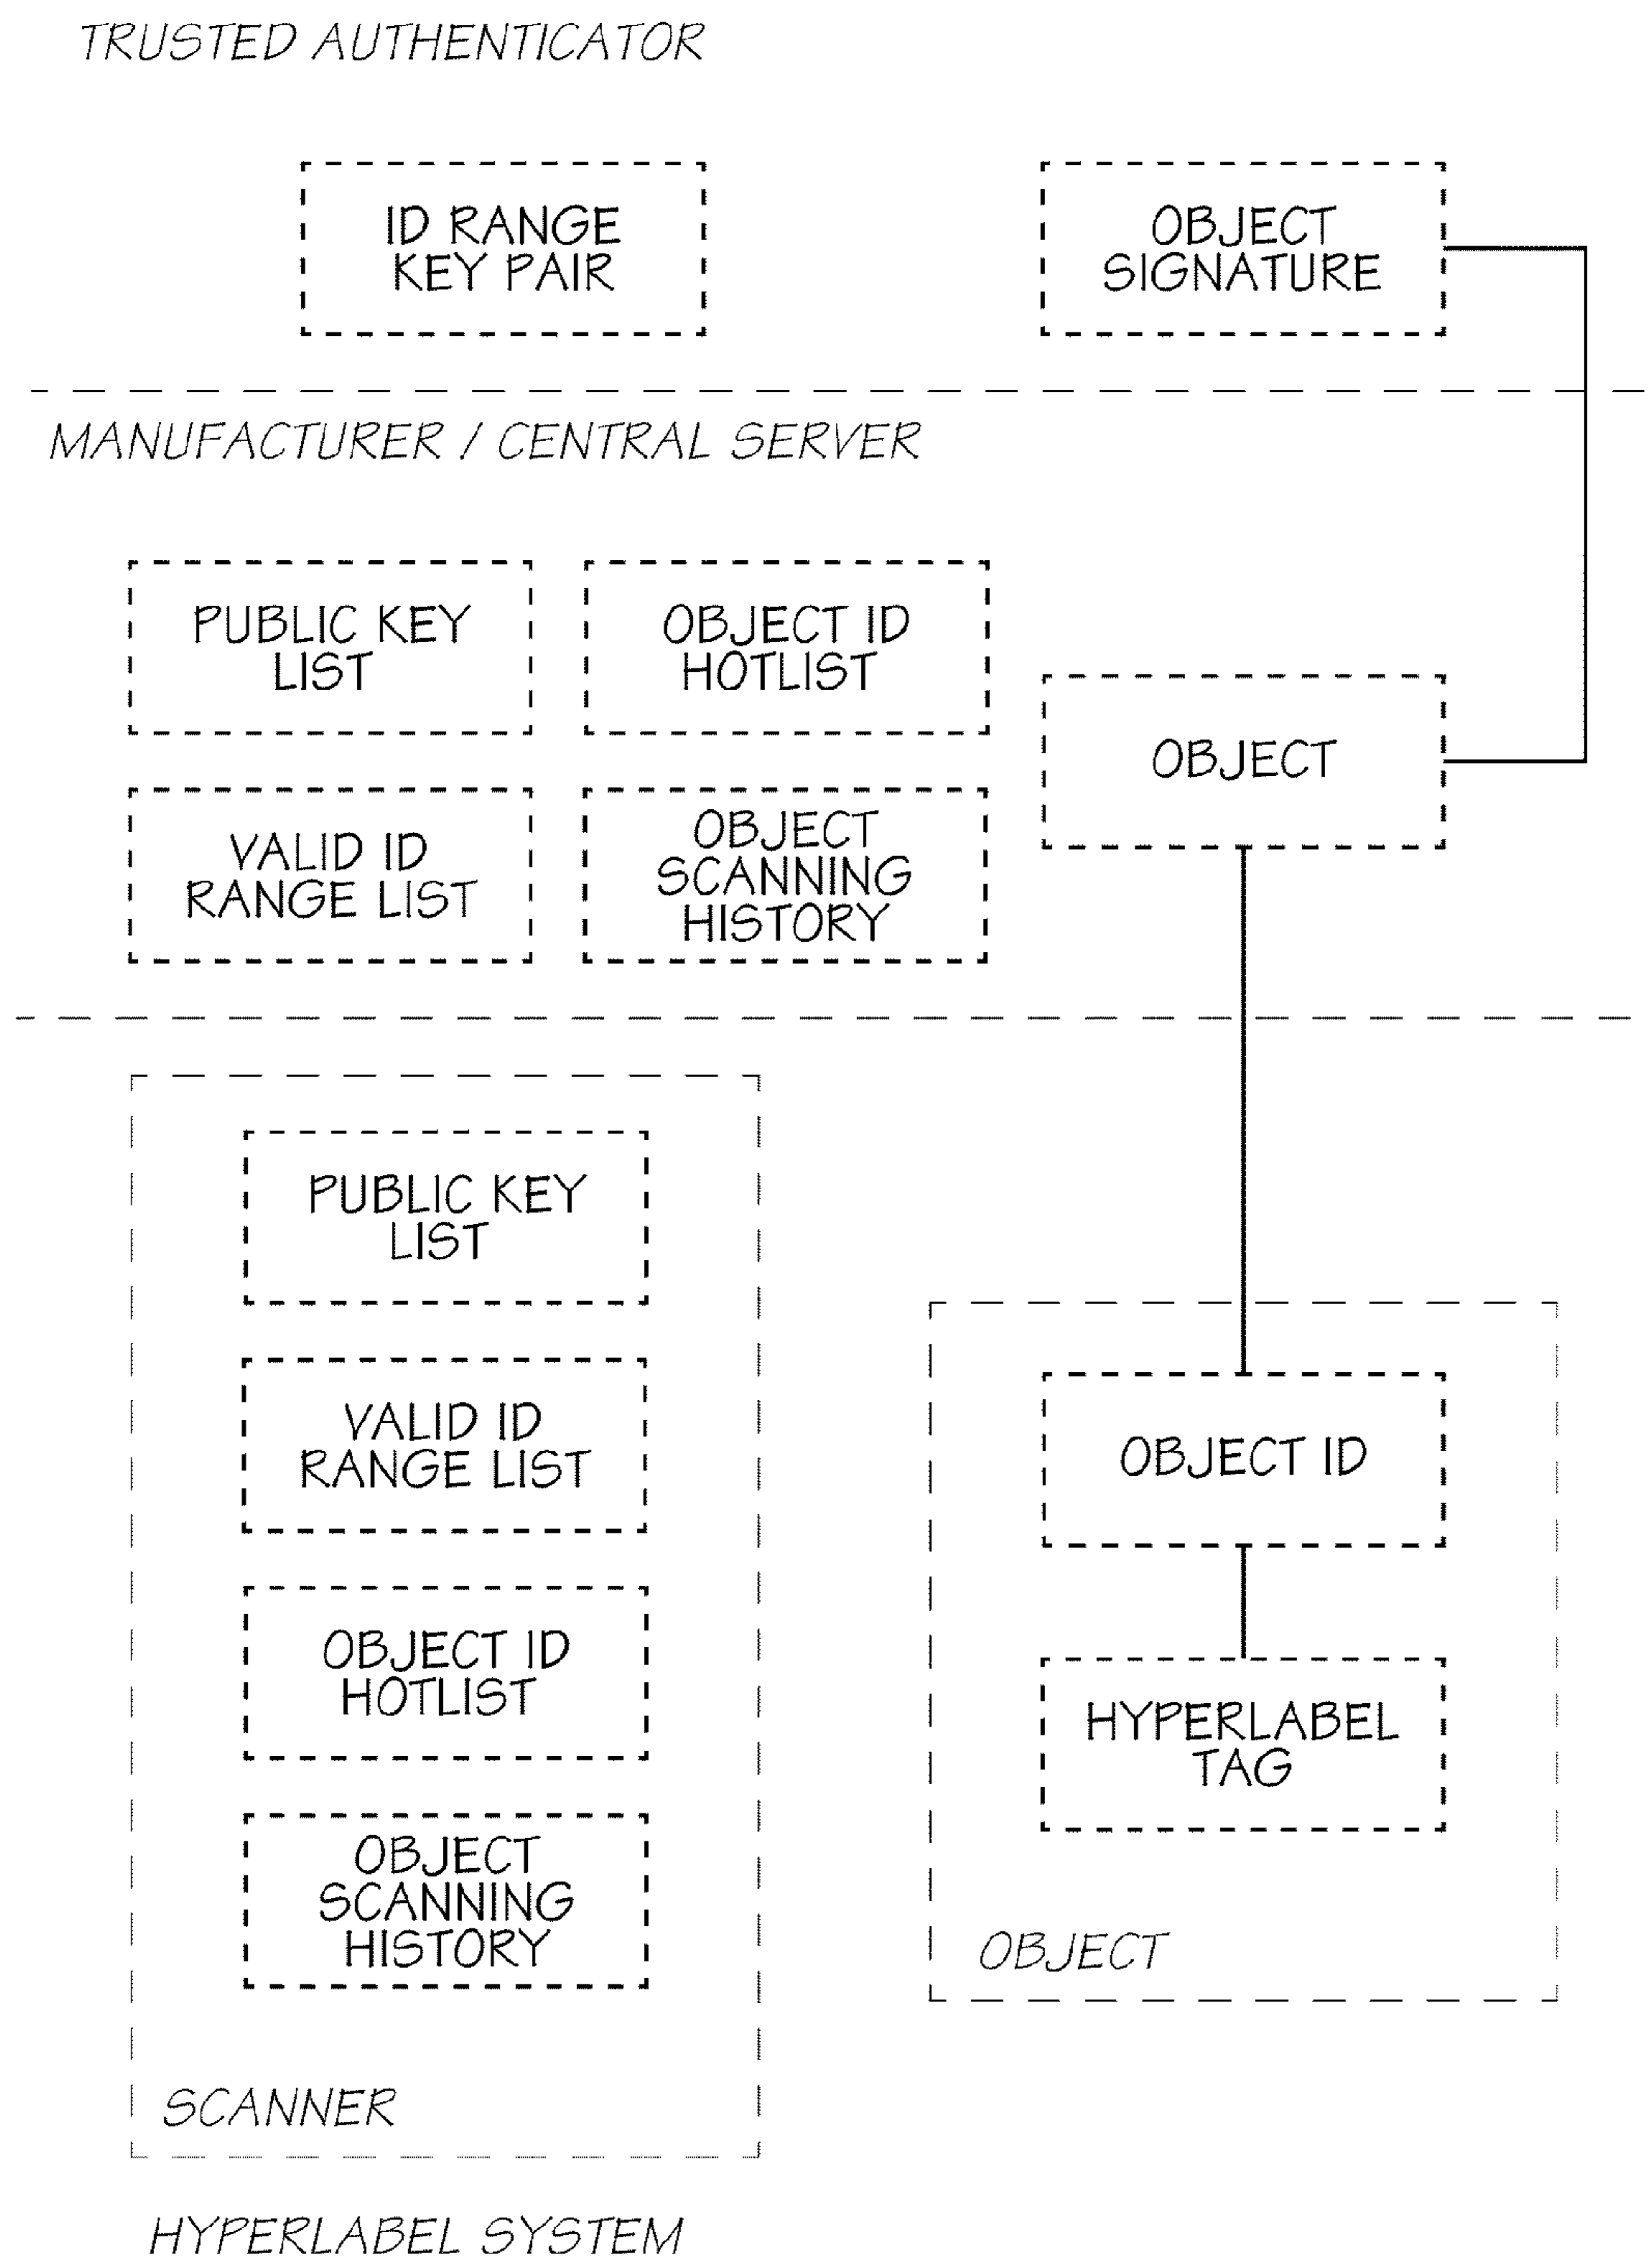 TRUSTED AUTHENTICATOR
ID RANGE
KEY PAIR
OBJECT
SIGNATURE
MANUFACTURER / CENTRAL SERVER
PUBLIC KEY
LIST
OBJECT ID
HOTLIST
OBJECT
VALID ID
RANGE LIST
OBJECT
SCANNING
HISTORY
PUBLIC KEY
LIST
VALID ID
RANGE LIST
OBJECT ID
HOTLIST
OBJECT
SCANNING
HISTORY
SCANNER
OBJECT ID
HYPERLABEL
TAG
OBJECT
HYPERLABEL SYSTEM